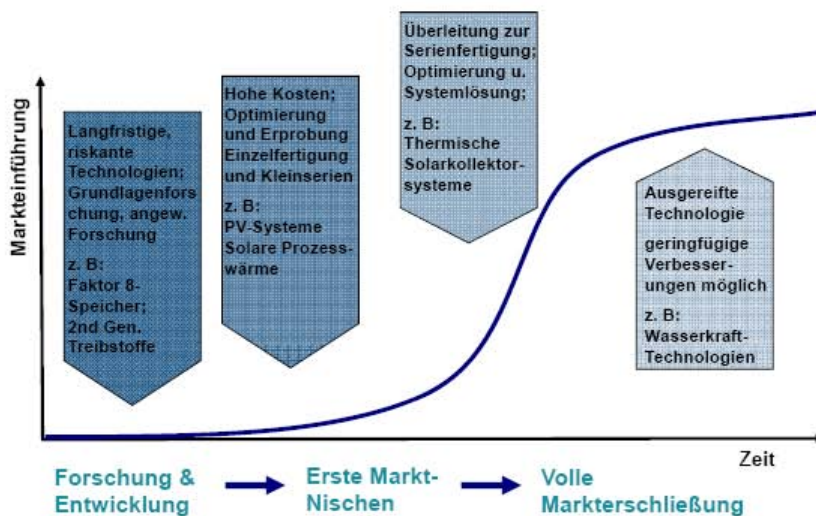 Markteinführung
Langfristige,
riskante
Technologien;
Grundlagenfors
chung, angew.
Forschung
z. B:
Faktor 8-
Speicher;
2nd Gen.
Treibstoffe
Hohe Kosten;
Optimierung
und Erprobung
Einzelfertigung
und Kleinserien
z. B:
PV-Systeme
Solare Prozess-
wärme
Überleitung zur
Serienfertigung;
Optimierung u.
Systemlösung;
z. B:
Thermische
Solarkollektor-
systeme
Ausgereifte
Technologie
geringfügige
Verbesser-
ungen möglich
z. B:
Wasserkraft-
Technologien
Zeit
Forschung &
Entwicklung
Erste Markt-
Nischen
Volle
Markterschließung